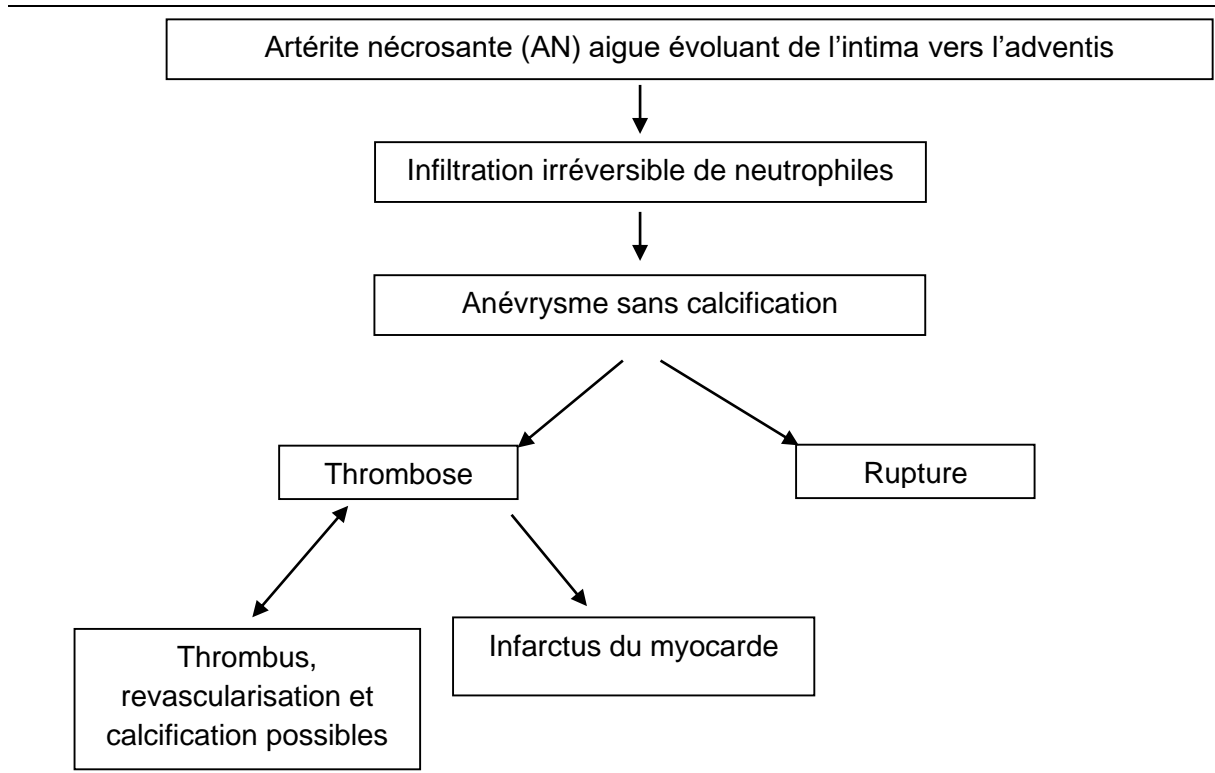 Artérite nécrosante (AN) aigue évoluant de l’intima vers l’adventis
Infiltration irréversible de neutrophiles
Anévrysme sans calcification
Thrombose
Rupture
Thrombus,
revascularisation et
calcification possibles
Infarctus du myocarde